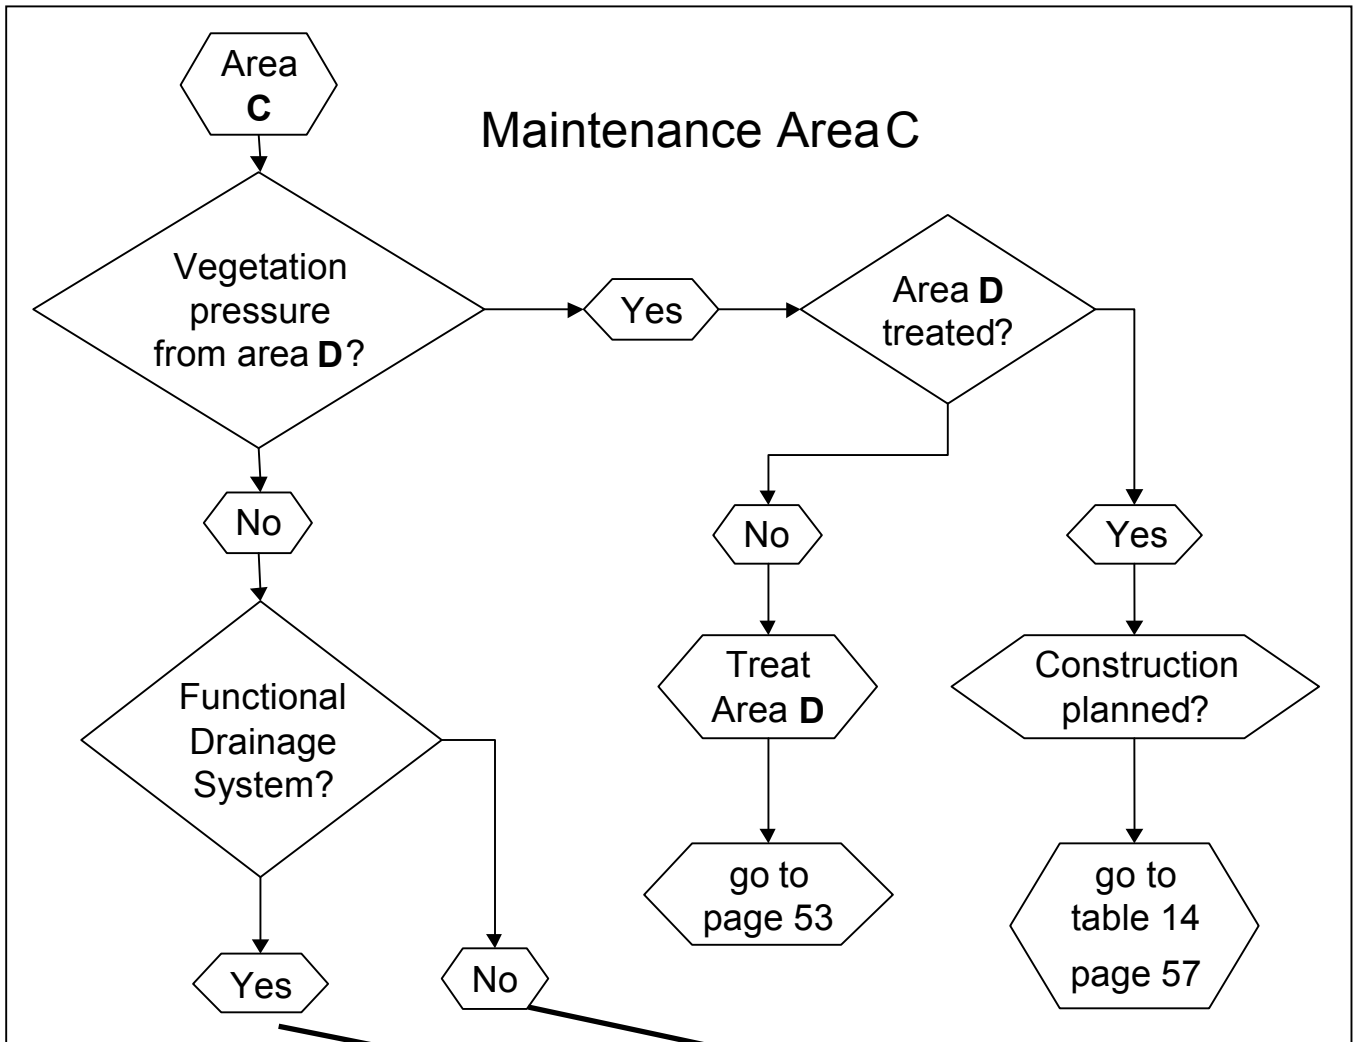 Area
C
Maintenance Area C
Vegetation
pressure
from area D?
Yes
Area D
treated?
No
No
Yes
Treat
Area D
Construction
planned?
Functional
Drainage
System?
go to
page 53
go to
table 14
page 57
Yes
No